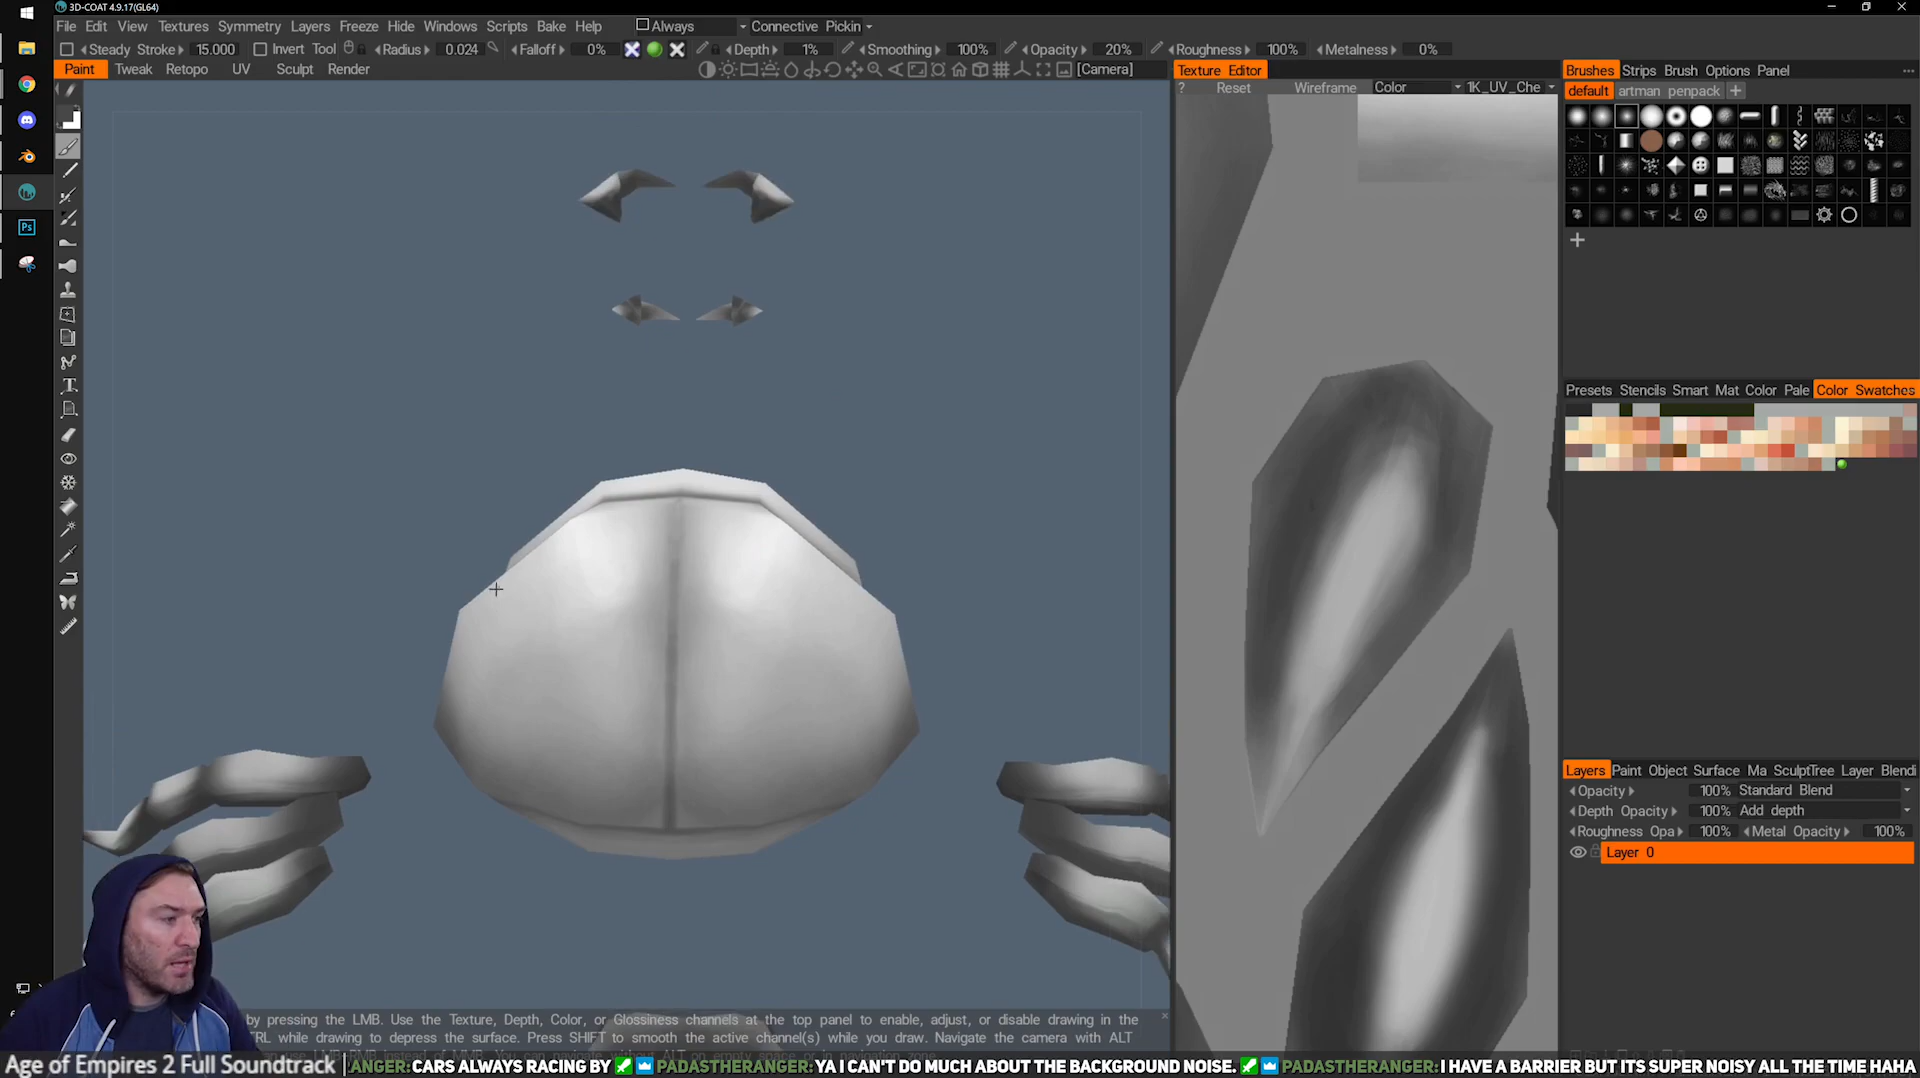 3D-COAT 4.9.17(GL64)
File Edit View Textures Symmetry Layers Freeze Hide Windows Scripts Bake Help Always Connective Pickin
Steady Stroke 15.000 Invert Tool Radius 0.024 Falloff 0% Depth 1% Smoothing 100% Opacity 20% Roughness 100% Metalness 0%
Paint Tweak Retopo UV Sculpt Render [Camera]
Texture Editor
? Reset Wireframe Color 1K_UV_Che
Brushes Strips Brush Options Panel
default artman penpack +
Presets Stencils Smart Mat Color Pale Color Swatches
Layers Paint Object Surface Ma SculptTree Layer Blendi
Opacity 100% Standard Blend
Depth Opacity 100% Add depth
Roughness Opa 100% Metal Opacity 100%
Layer 0
by pressing the LMB. Use the Texture, Depth, Color, or Glossiness channels at the top panel to enable, adjust, or disable drawing in the
RL while drawing to depress the surface. Press SHIFT to smooth the active channel(s) while you draw. Navigate the camera with ALT
Age of Empires 2 Full Soundtrack
ANGER: CARS ALWAYS RACING BY PADASTHERANGER: YA I CAN'T DO MUCH ABOUT THE BACKGROUND NOISE. PADASTHERANGER: I HAVE A BARRIER BUT ITS SUPER NOISY ALL THE TIME HAHA